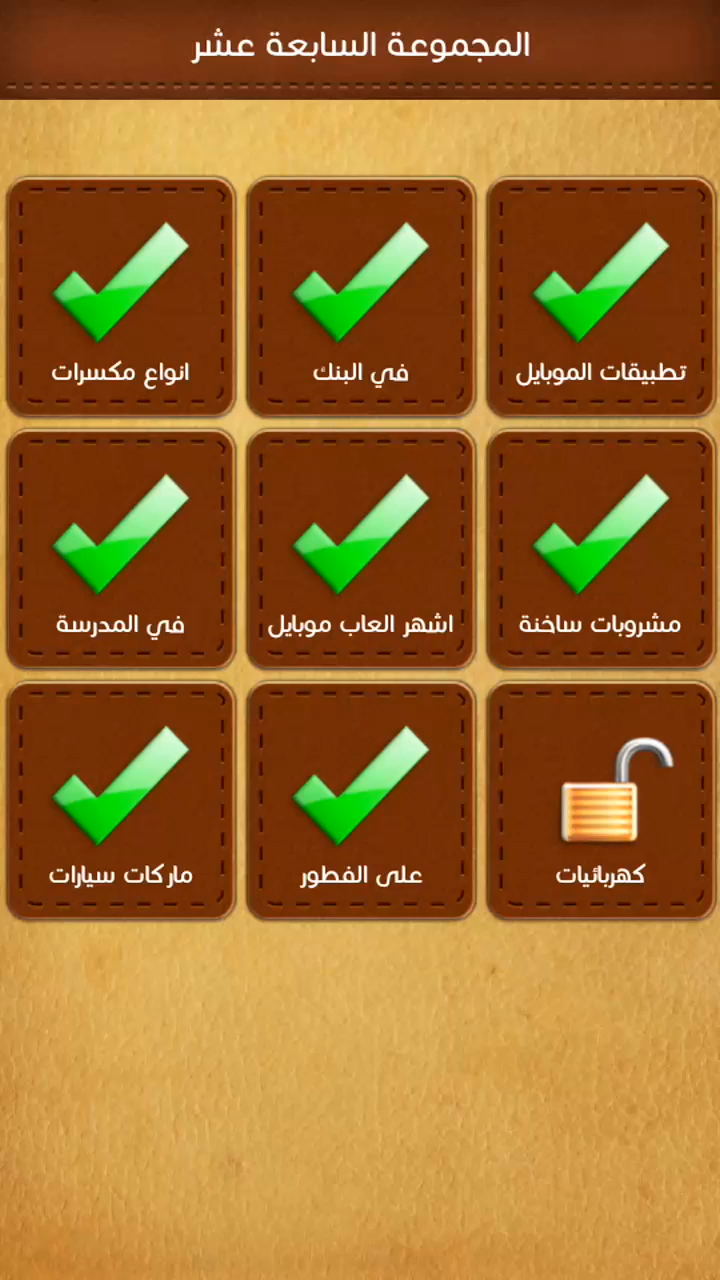 المجموعة السابعة عشر
تطبيقات الموبايل
في البنك
انواع مكسرات
مشروبات ساخنة
اشهر العاب موبايل
في المدرسة
كهربائيات
على الفطور
ماركات سيارات